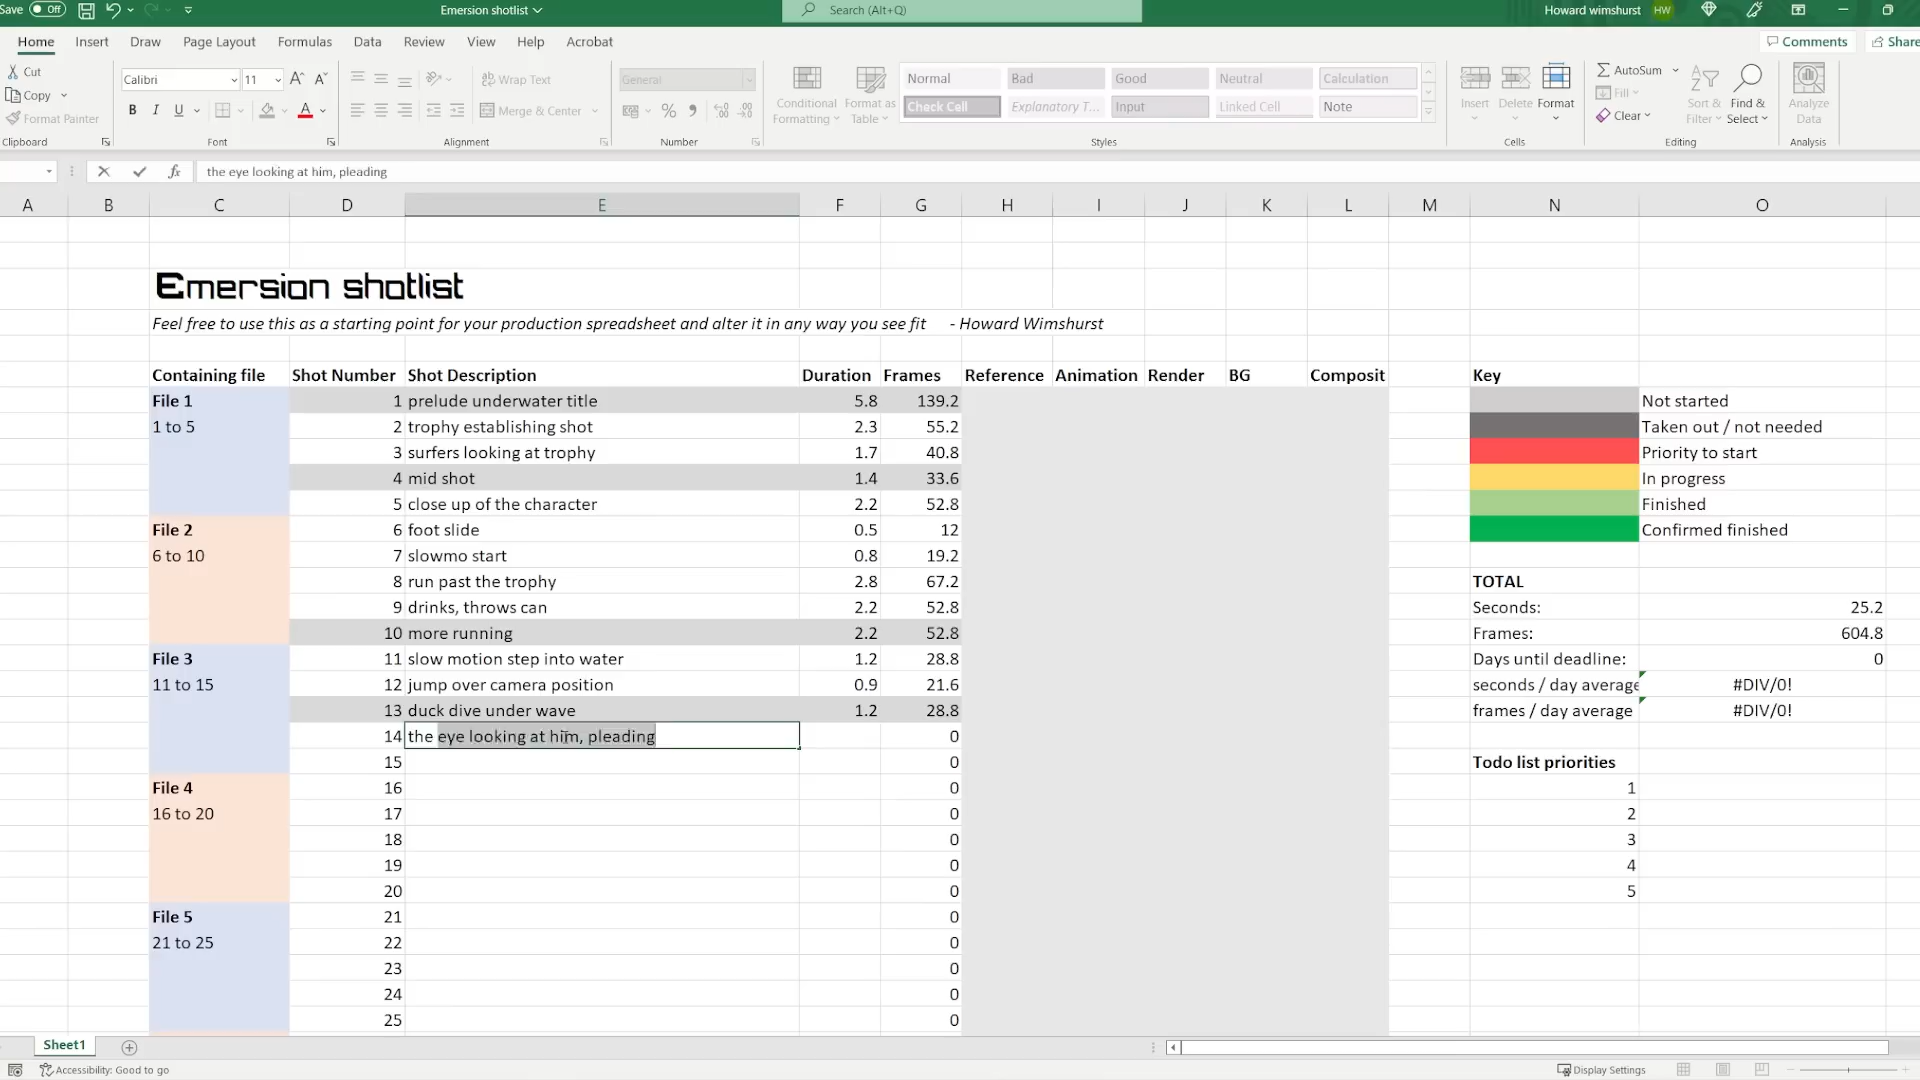 Save Off Emersion shotlist Search (Alt+Q) Howard wimshurst HW
Home Insert Draw Page Layout Formulas Data Review View Help Acrobat Comments Share
Cut
Copy
Format Painter
Clipboard
Calibri 11 A A
B I U A
Font
Wrap Text
Merge & Center
Alignment
General
% ,
Number
Conditional Formatting
Format as Table
Normal Bad Good Neutral Calculation
Check Cell Explanatory T... Input Linked Cell Note
Styles
Insert Delete Format
Cells
AutoSum
Fill
Clear
Sort & Filter
Find & Select
Editing
Analyze Data
Analysis
fx the eye looking at him, pleading
A B C D E F G H I J K L M N O
Emersion shotlist
Feel free to use this as a starting point for your production spreadsheet and alter it in any way you see fit - Howard Wimshurst
Containing file Shot Number Shot Description Duration Frames Reference Animation Render BG Composit Key
File 1 1 prelude underwater title 5.8 139.2 Not started
1 to 5 2 trophy establishing shot 2.3 55.2 Taken out / not needed
3 surfers looking at trophy 1.7 40.8 Priority to start
4 mid shot 1.4 33.6 In progress
5 close up of the character 2.2 52.8 Finished
File 2 6 foot slide 0.5 12 Confirmed finished
6 to 10 7 slowmo start 0.8 19.2
8 run past the trophy 2.8 67.2 TOTAL
9 drinks, throws can 2.2 52.8 Seconds: 25.2
10 more running 2.2 52.8 Frames: 604.8
File 3 11 slow motion step into water 1.2 28.8 Days until deadline: 0
11 to 15 12 jump over camera position 0.9 21.6 seconds / day average #DIV/0!
13 duck dive under wave 1.2 28.8 frames / day average #DIV/0!
14 the eye looking at him, pleading 0
15 0 Todo list priorities
File 4 16 0 1
16 to 20 17 0 2
18 0 3
19 0 4
20 0 5
File 5 21 0
21 to 25 22 0
23 0
24 0
25 0
Sheet1
Accessibility: Good to go Display Settings